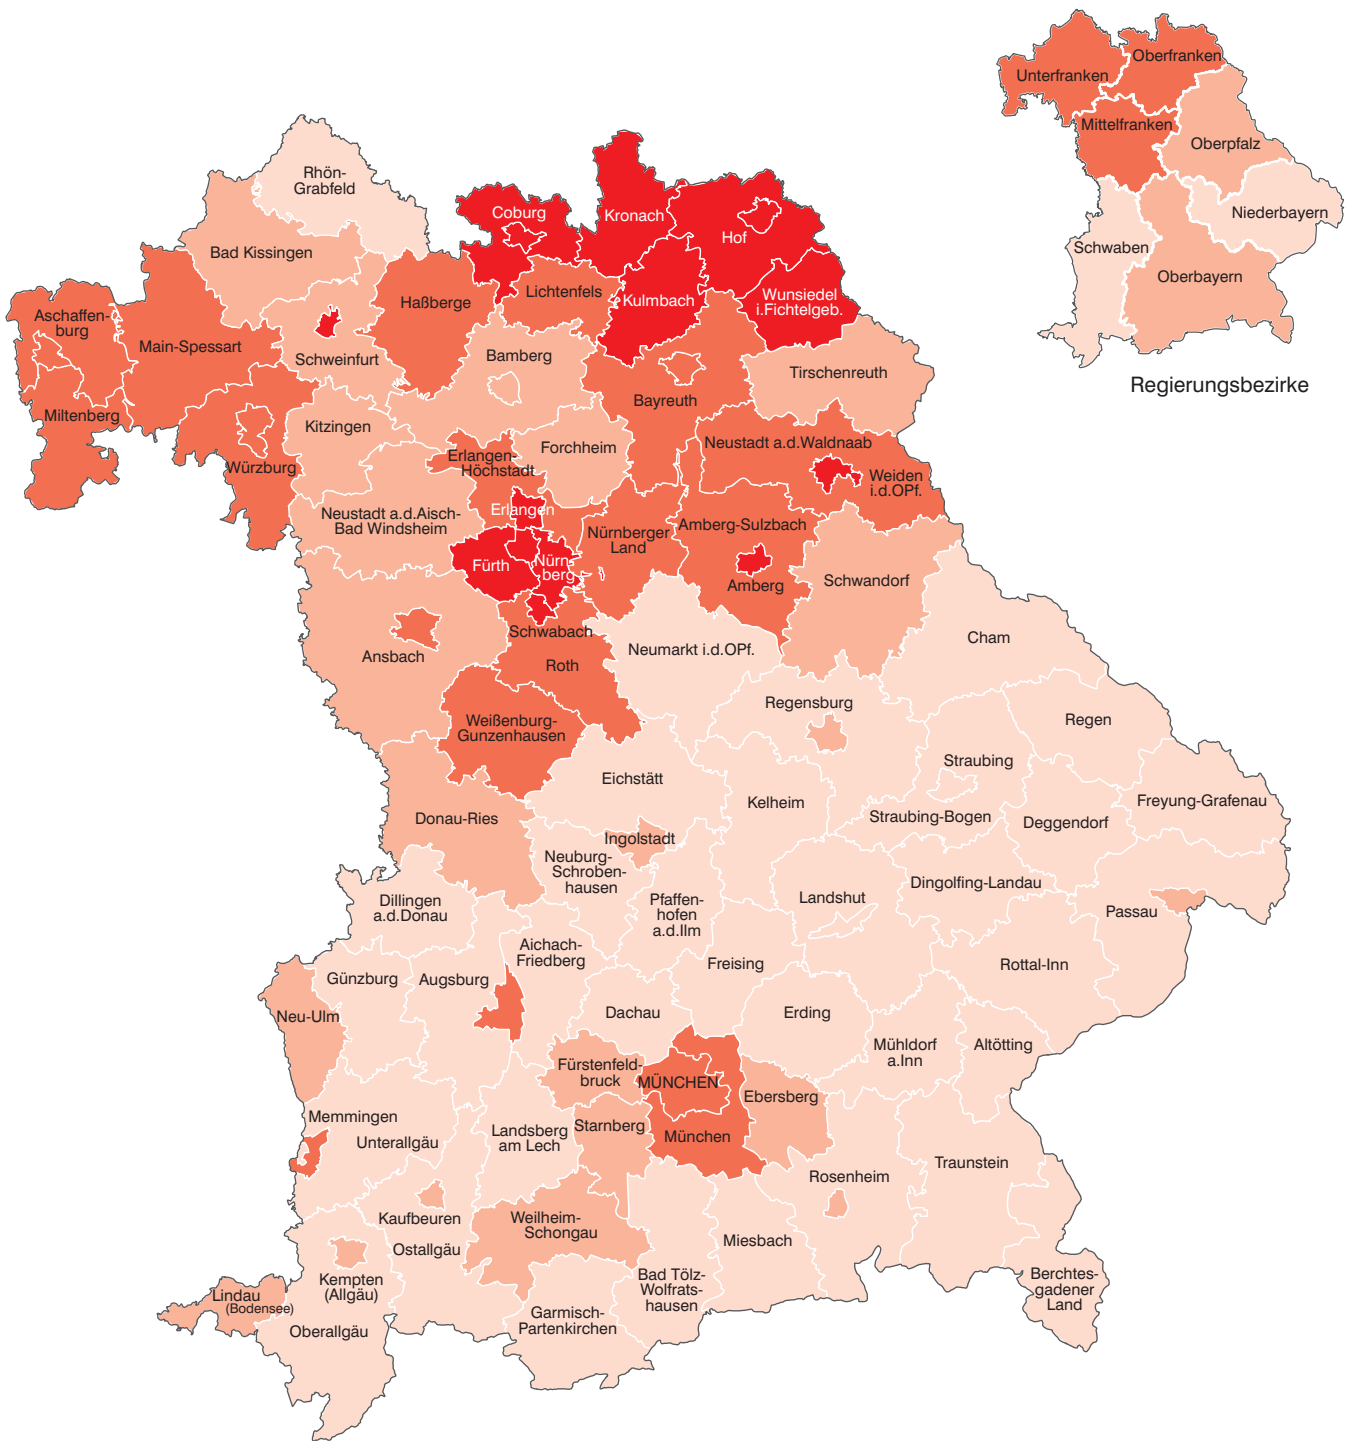 Oberfranken
Unterfranken
Mittelfranken
Oberpfalz
Niederbayern
Schwaben
Oberbayern
Regierungsbezirke
Rhön-
Grabfeld
Coburg
Kronach
Hof
Bad Kissingen
Lichtenfels
Kulmbach
Wunsiedel
i.Fichtelgeb.
Haßberge
Aschaffen-
burg
Main-Spessart
Schweinfurt
Bamberg
Tirschenreuth
Bayreuth
Miltenberg
Kitzingen
Forchheim
Neustadt a.d.Waldnaab
Würzburg
Erlangen-
Höchstadt
Weiden
i.d.OPf.
Neustadt a.d.Aisch-
Bad Windsheim
Erlangen
Nürnberger
Land
Amberg-Sulzbach
Fürth
Nürn-
berg
Amberg
Schwandorf
Schwabach
Ansbach
Roth
Neumarkt i.d.OPf.
Cham
Weißenburg-
Gunzenhausen
Regensburg
Regen
Eichstätt
Straubing
Kelheim
Freyung-Grafenau
Donau-Ries
Straubing-Bogen
Deggendorf
Ingolstadt
Neuburg-
Schroben-
hausen
Dingolfing-Landau
Dillingen
a.d.Donau
Pfaffen-
hofen
a.d.Ilm
Landshut
Passau
Aichach-
Friedberg
Günzburg
Augsburg
Freising
Rottal-Inn
Neu-Ulm
Dachau
Erding
Mühldorf
a.Inn
Altötting
Fürstenfeld-
bruck
MÜNCHEN
Ebersberg
Memmingen
Unterallgäu
Landsberg
am Lech
Starnberg
München
Traunstein
Rosenheim
Kaufbeuren
Weilheim-
Schongau
Miesbach
Ostallgäu
Kempten
(Allgäu)
Bad Tölz-
Wolfrats-
hausen
Berchtes-
gadener
Land
Lindau
(Bodensee)
Oberallgäu
Garmisch-
Partenkirchen